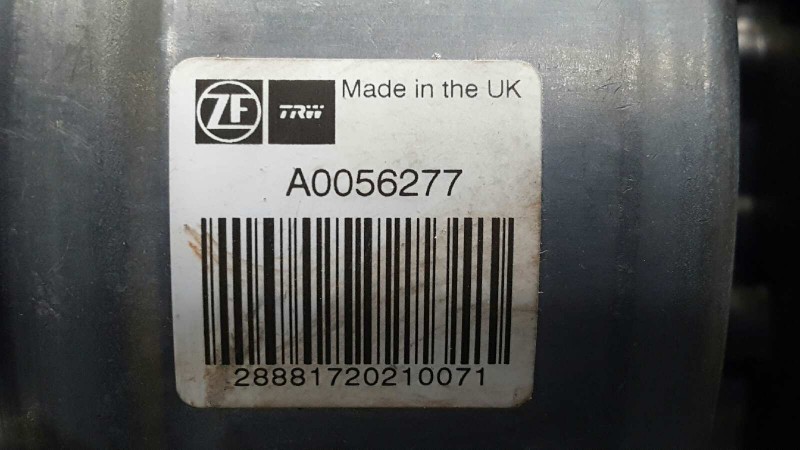 ZF TRW Made in the UK
A0056277
28881720210071